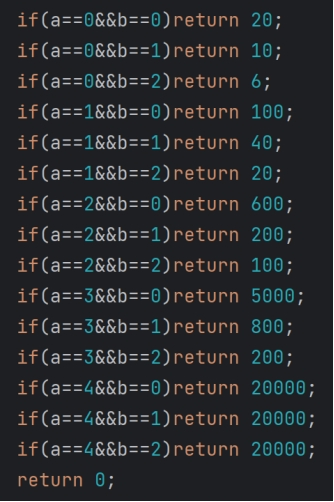 if(a==0&&b==0)return 20;
if(a==0&&b==1)return 10;
if(a==0&&b==2)return 6;
if(a==1&&b==0)return 100;
if(a==1&&b==1)return 40;
if(a==1&&b==2)return 20;
if(a==2&&b==0)return 600;
if(a==2&&b==1)return 200;
if(a==2&&b==2)return 100;
if(a==3&&b==0)return 5000;
if(a==3&&b==1)return 800;
if(a==3&&b==2)return 200;
if(a==4&&b==0)return 20000;
if(a==4&&b==1)return 20000;
if(a==4&&b==2)return 20000;
return 0;